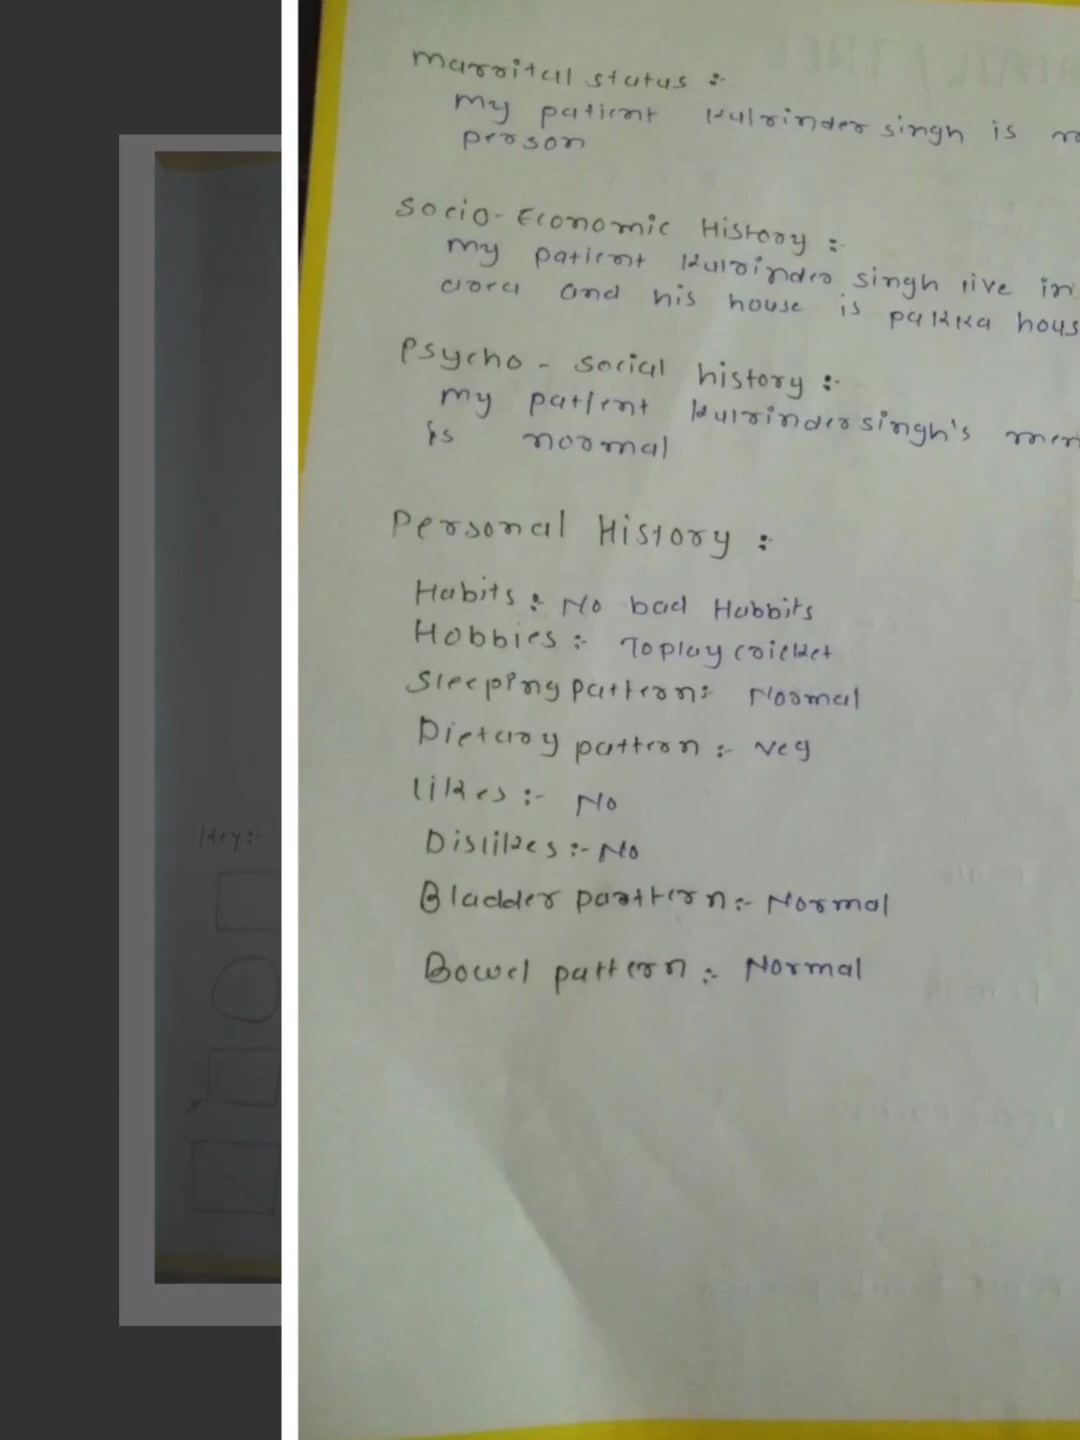 Marrital status :-
My patient Kulrinder singh is
person
Socio-Economic History :-
My patient Kulrinder singh live in
area and his house is pakka
Psycho - Social history :-
My patient Kulrinder singh's
is normal
Personal History :-
Habits :- No bad Habbits
Hobbies :- To play cricket
Sleeping pattern :- Normal
Dietary pattern :- Veg
Likes :- No
Dislikes :- No
Bladder pattern :- Normal
Bowel pattern :- Normal
Key :-